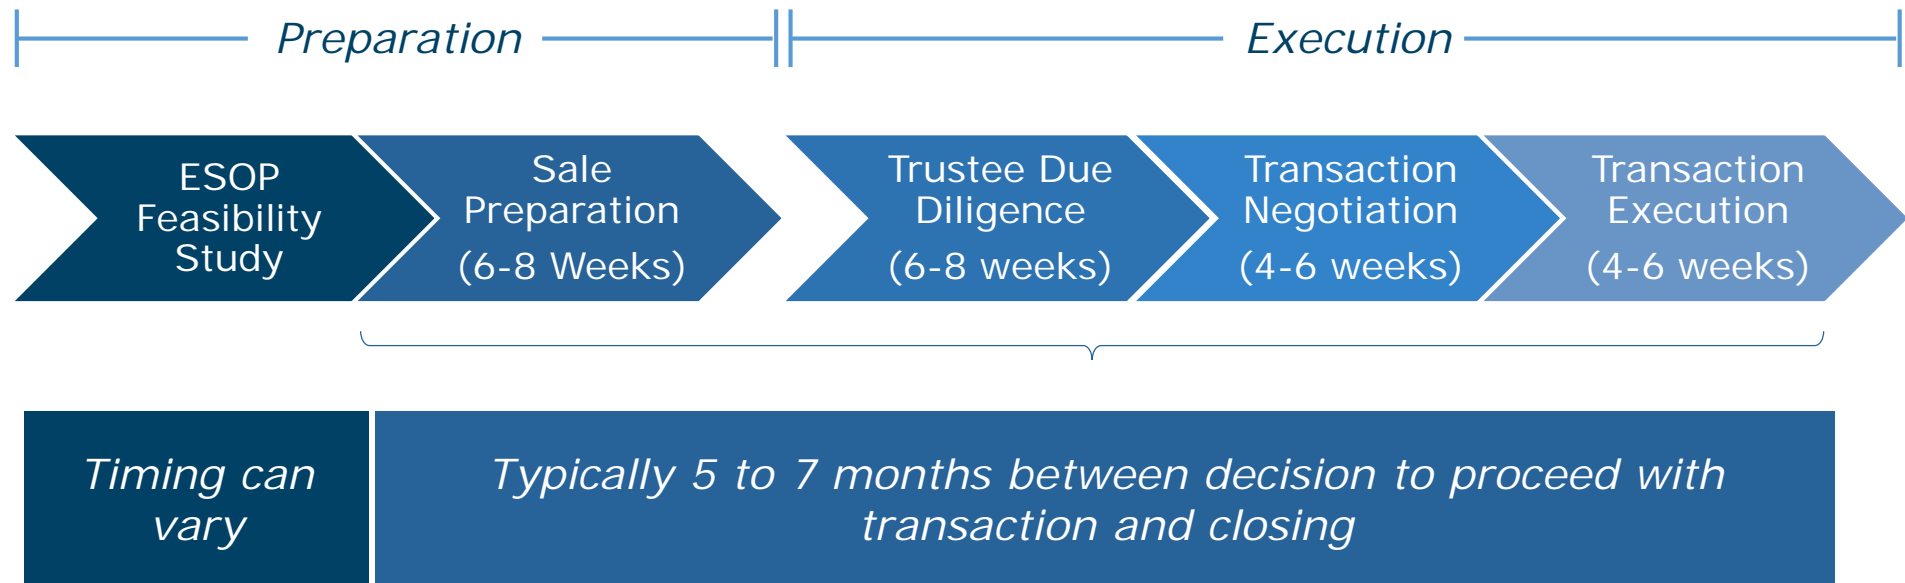 Preparation
Execution
ESOP
Feasibility
Study
Sale
Preparation
(6-8 Weeks)
Trustee Due
Diligence
(6-8 weeks)
Transaction
Negotiation
(4-6 weeks)
Transaction
Execution
(4-6 weeks)
Timing can
vary
Typically 5 to 7 months between decision to proceed with
transaction and closing